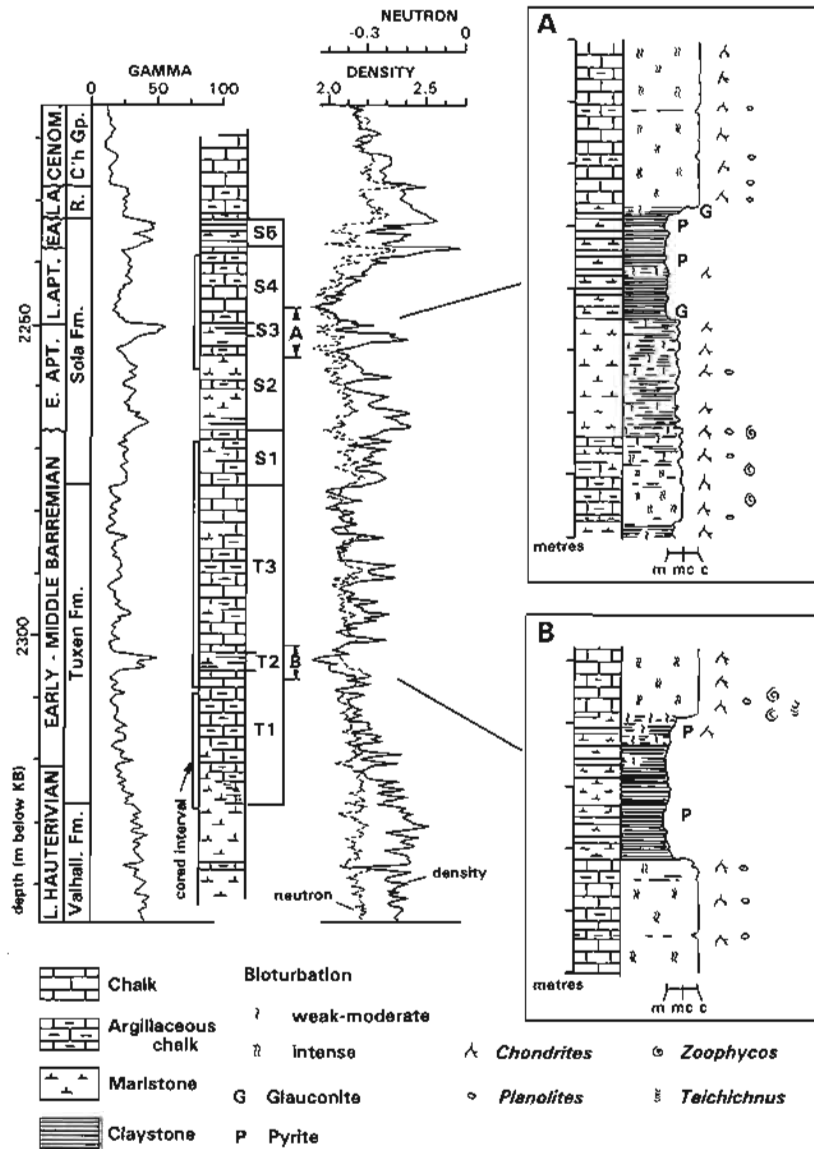 NEUTRON
-0.3 0
GAMMA
0 50 100
DENSITY
2.0 2.5
CENOM
C'h Gp.
LA
R.
EA
L.APT.
E. APT.
Sola Fm.
EARLY - MIDDLE BARREMIAN
Tuxen Fm.
L. HAUTERIVIAN
Valhall. Fm.
depth (m below KB)
2250
2300
S5
S4
S3
A
S2
S1
T3
T2
B
T1
cored interval
neutron
density
A
G
P
P
G
metres
m mc c
B
P
P
metres
m mc c
Chalk
Argillaceous
chalk
Marlstone
Claystone
Bioturbation
weak-moderate
intense
G Glauconite
P Pyrite
Chondrites
Planolites
Zoophycos
Teichichnus